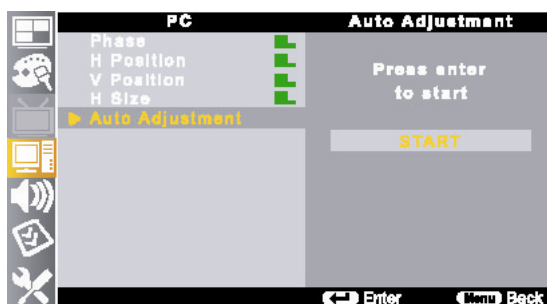 PC
Phase
H Position
V Position
H Size
Auto Adjustment
Auto Adjustment
Press enter
to start
START
Enter
Menu Back